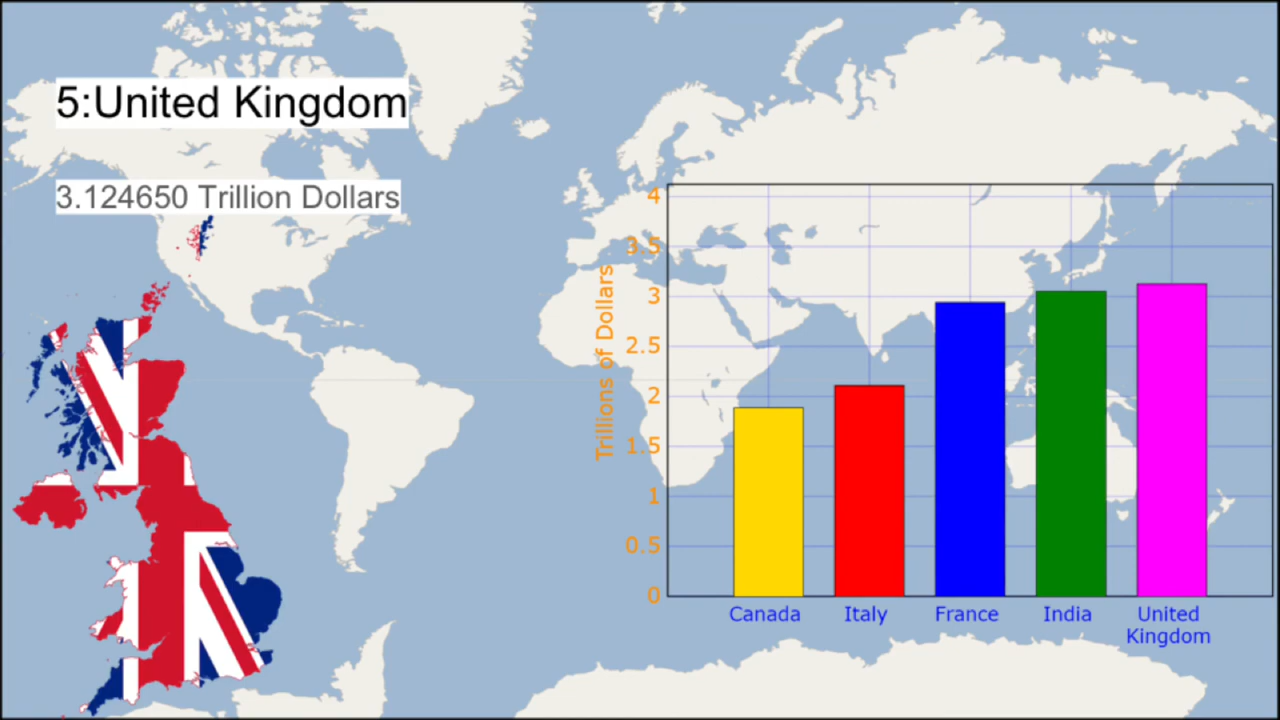 5:United Kingdom
3.124650 Trillion Dollars
Trillions of Dollars
4
3.5
3
2.5
2
1.5
1
0.5
0
Canada
Italy
France
India
United
Kingdom